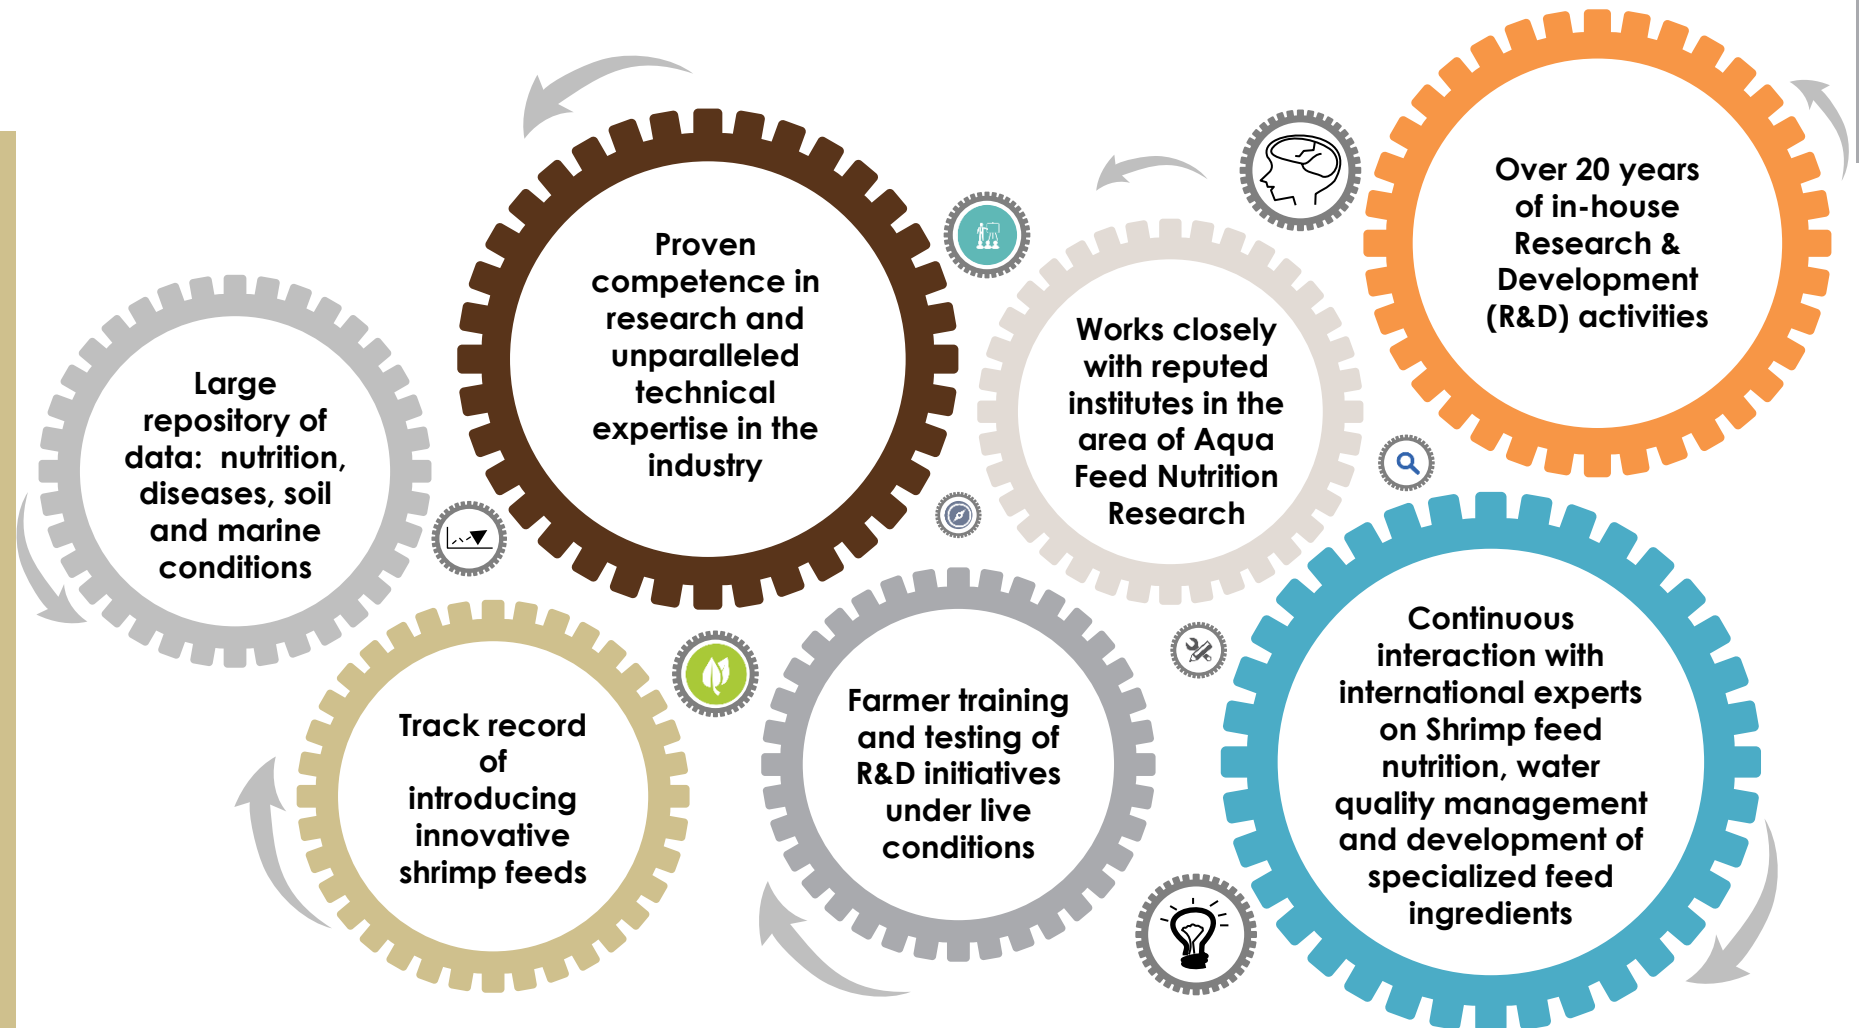 Large
repository of
data:  nutrition,
diseases, soil
and marine
conditions
Proven
competence in
research and
unparalleled
technical
expertise in the
industry
Works closely
with reputed
institutes in the
area of Aqua
Feed Nutrition
Research
Over 20 years
of in-house
Research &
Development
(R&D) activities
Track record
of
introducing
innovative
shrimp feeds
Farmer training
and testing of
R&D initiatives
under live
conditions
Continuous
interaction with
international experts
on Shrimp feed
nutrition, water
quality management
and development of
specialized feed
ingredients